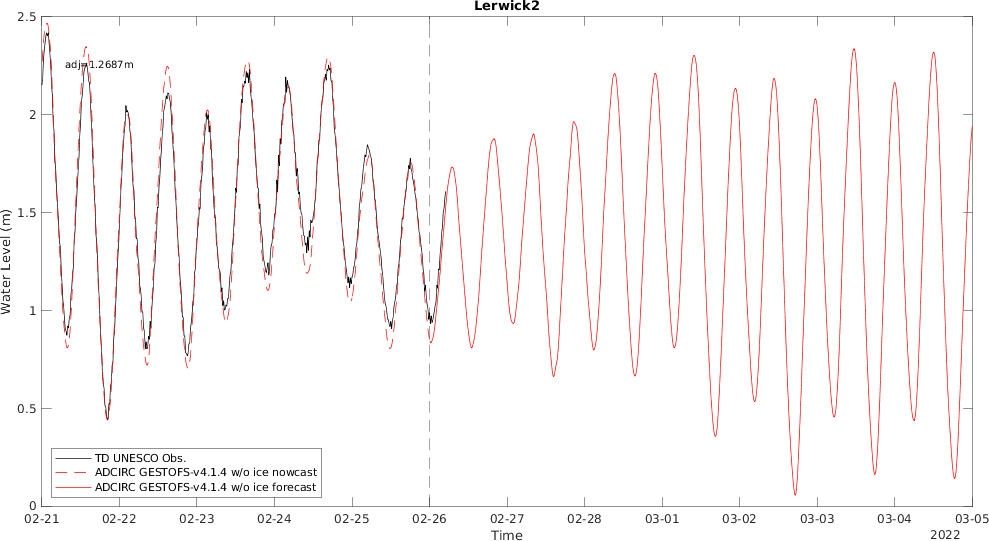 Lerwick2
2.5
adj=1.2687m
2
1.5
Water Level (m)
1
0.5
TD UNESCO Obs.
ADCIRC GESTOFS-v4.1.4 w/o ice nowcast
ADCIRC GESTOFS-v4.1.4 w/o ice forecast
0
02-21 02-22 02-23 02-24 02-25 02-26 02-27 02-28 03-01 03-02 03-03 03-04 03-05
Time
2022